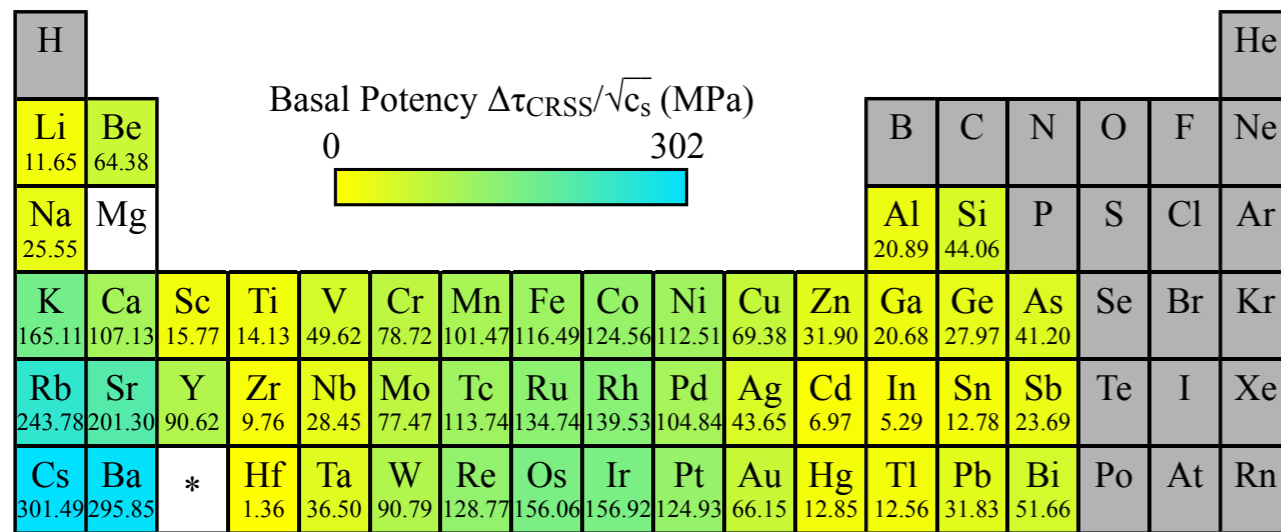 H He
Basal Potency Δτ_CRSS/√c_s (MPa)
Li Be B C N O F Ne
11.65 64.38
0 302
Na Mg Al Si P S Cl Ar
25.55 20.89 44.06
K Ca Sc Ti V Cr Mn Fe Co Ni Cu Zn Ga Ge As Se Br Kr
165.11 107.13 15.77 14.13 49.62 78.72 101.47 116.49 124.56 112.51 69.38 31.90 20.68 27.97 41.20
Rb Sr Y Zr Nb Mo Tc Ru Rh Pd Ag Cd In Sn Sb Te I Xe
243.78 201.30 90.62 9.76 28.45 77.47 113.74 134.74 139.53 104.84 43.65 6.97 5.29 12.78 23.69
Cs Ba * Hf Ta W Re Os Ir Pt Au Hg Tl Pb Bi Po At Rn
301.49 295.85 1.36 36.50 90.79 128.77 156.06 156.92 124.93 66.15 12.85 12.56 31.83 51.66